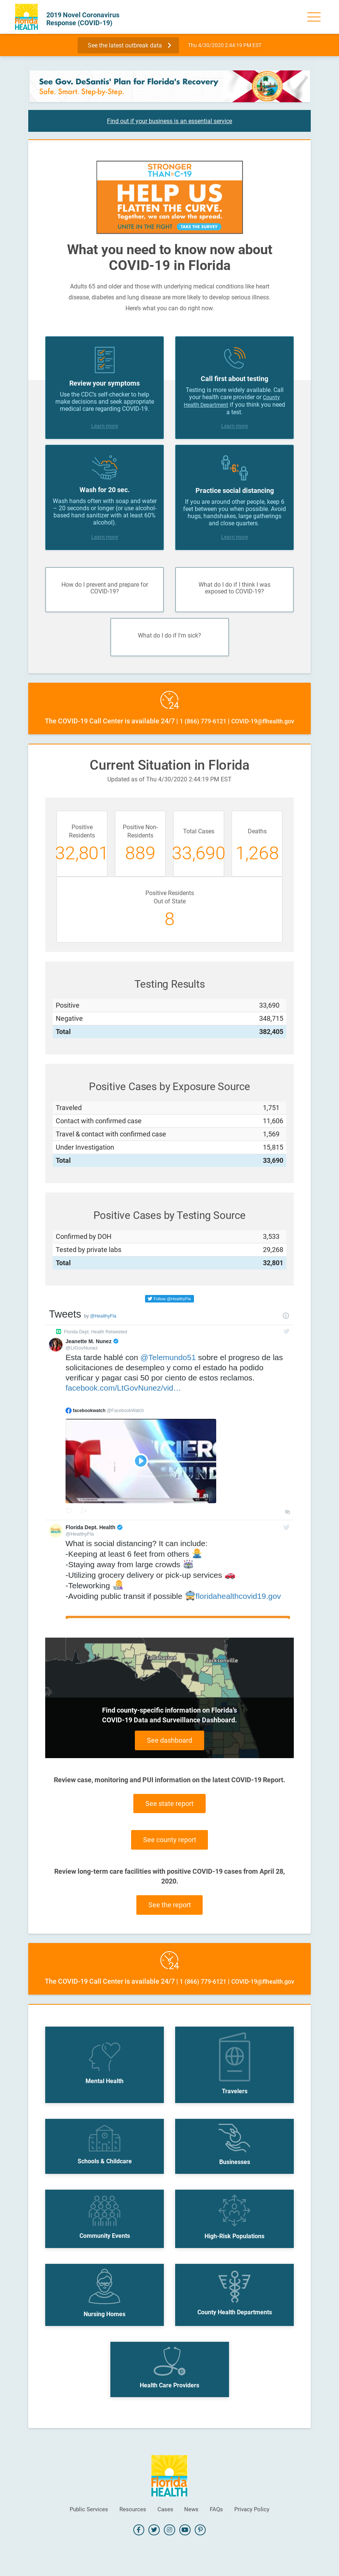 Florida
HEALTH
2019 Novel Coronavirus
Response (COVID-19)
See the latest outbreak data
Thu 4/30/2020 2:44:19 PM EST
See Gov. DeSantis' Plan for Florida's Recovery
Safe. Smart. Step-by-Step.
Find out if your business is an essential service
STRONGER
THAN C-19
HELP US
FLATTEN THE CURVE.
Together, we can slow the spread.
UNITE IN THE FIGHT TAKE THE SURVEY
What you need to know now about
COVID-19 in Florida
Adults 65 and older and those with underlying medical conditions like heart
disease, diabetes and lung disease are more likely to develop serious illness.
Here's what you can do right now.
Review your symptoms
Use the CDC's self-checker to help
make decisions and seek appropriate
medical care regarding COVID-19.
Learn more
Call first about testing
Testing is more widely available. Call
your health care provider or County
Health Department if you think you need
a test.
Learn more
Wash for 20 sec.
Wash hands often with soap and water
– 20 seconds or longer (or use alcohol-
based hand sanitizer with at least 60%
alcohol).
Learn more
6'
Practice social distancing
If you are around other people, keep 6
feet between you when possible. Avoid
hugs, handshakes, large gatherings
and close quarters.
Learn more
How do I prevent and prepare for
COVID-19?
What do I do if I think I was
exposed to COVID-19?
What do I do if I'm sick?
24
The COVID-19 Call Center is available 24/7 | 1 (866) 779-6121 | COVID-19@flhealth.gov
Current Situation in Florida
Updated as of Thu 4/30/2020 2:44:19 PM EST
Positive
Residents
32,801
Positive Non-
Residents
889
Total Cases
33,690
Deaths
1,268
Positive Residents
Out of State
8
Testing Results
Positive 33,690
Negative 348,715
Total 382,405
Positive Cases by Exposure Source
Traveled 1,751
Contact with confirmed case 11,606
Travel & contact with confirmed case 1,569
Under Investigation 15,815
Total 33,690
Positive Cases by Testing Source
Confirmed by DOH 3,533
Tested by private labs 29,268
Total 32,801
Follow @HealthyFla
Tweets by @HealthyFla
Florida Dept. Health Retweeted
Jeanette M. Nunez
@LtGovNunez
Esta tarde hablé con @Telemundo51 sobre el progreso de las
solicitaciones de desempleo y como el estado ha podido
verificar y pagar casi 50 por ciento de estos reclamos.
facebook.com/LtGovNunez/vid…
facebookwatch @FacebookWatch
Florida Dept. Health
@HealthyFla
What is social distancing? It can include:
-Keeping at least 6 feet from others
-Staying away from large crowds
-Utilizing grocery delivery or pick-up services
-Teleworking
-Avoiding public transit if possible floridahealthcovid19.gov
Tallahassee
Jacksonville
Find county-specific information on Florida's
COVID-19 Data and Surveillance Dashboard.
See dashboard
Review case, monitoring and PUI information on the latest COVID-19 Report.
See state report
See county report
Review long-term care facilities with positive COVID-19 cases from April 28,
2020.
See the report
24
The COVID-19 Call Center is available 24/7 | 1 (866) 779-6121 | COVID-19@flhealth.gov
Mental Health
Travelers
Schools & Childcare
Businesses
Community Events
High-Risk Populations
Nursing Homes
County Health Departments
Health Care Providers
Florida
HEALTH
Public Services Resources Cases News FAQs Privacy Policy